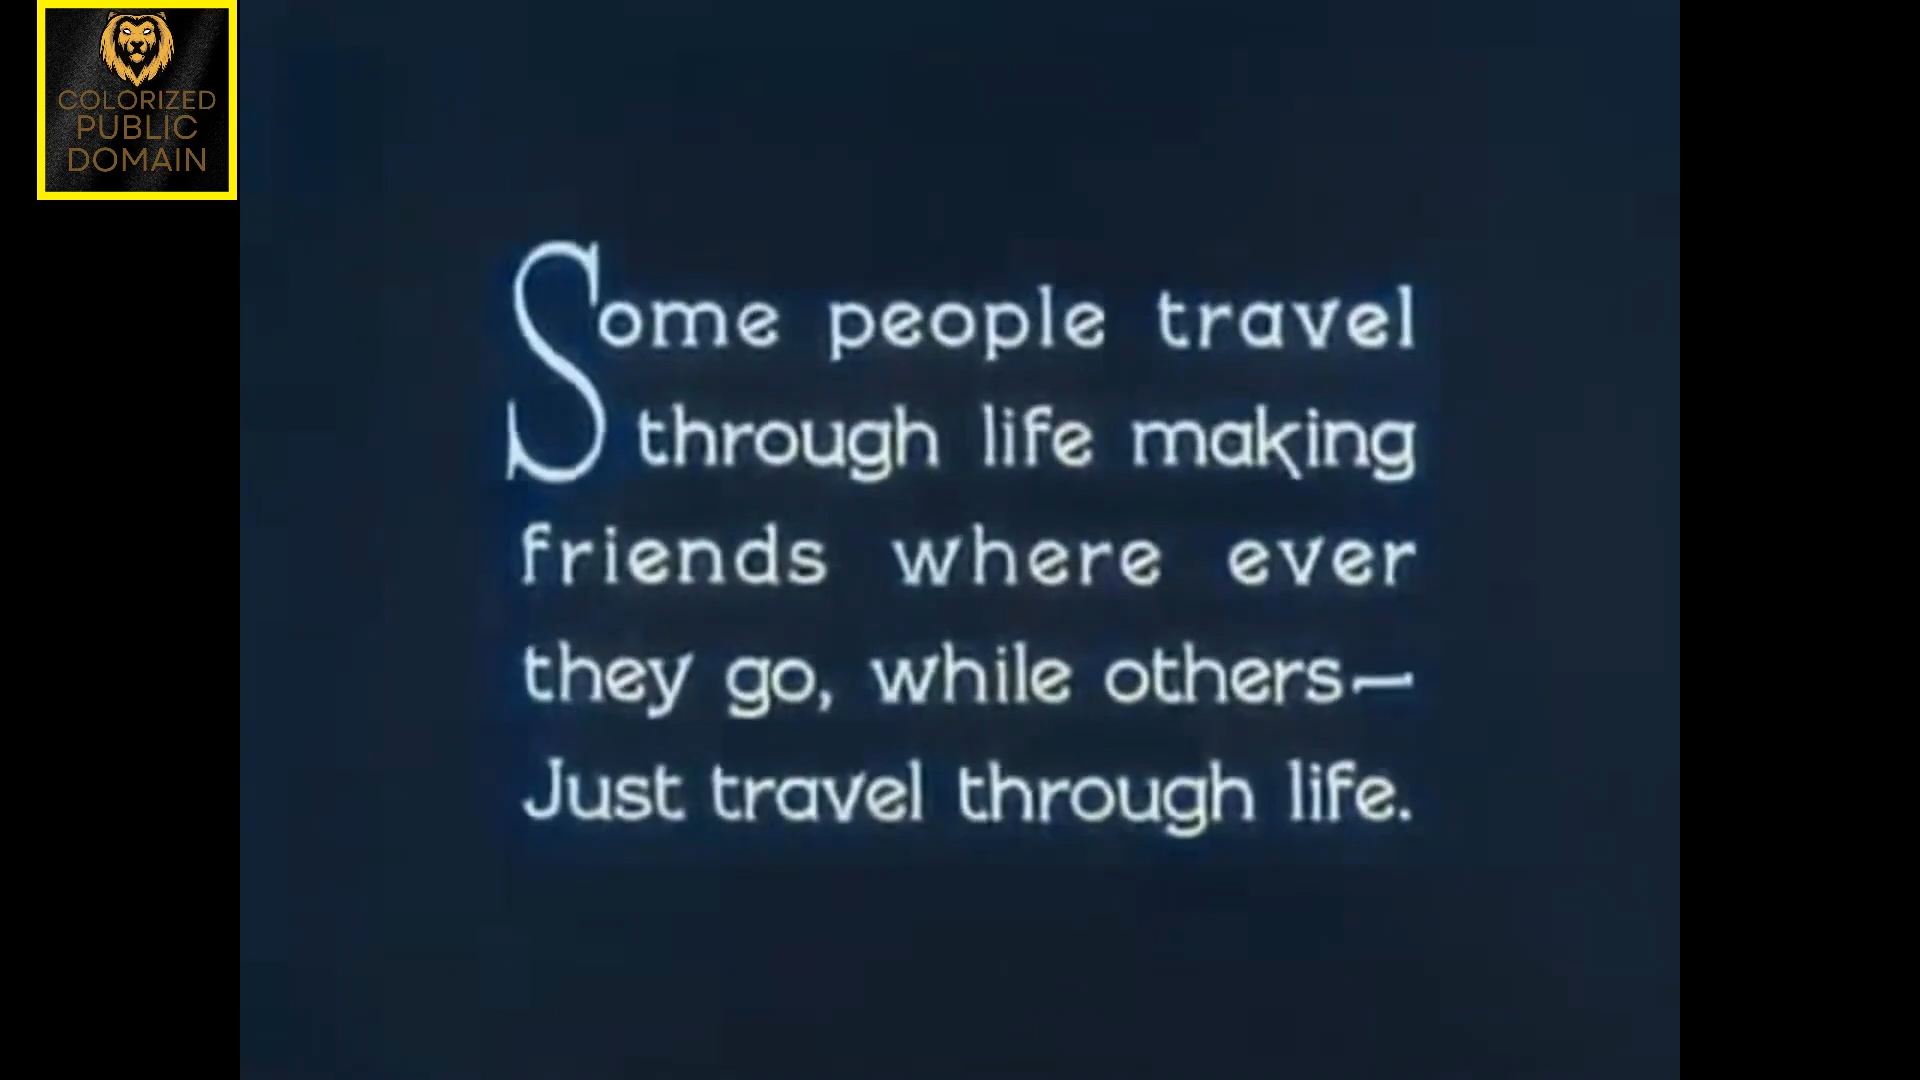 COLORIZED
PUBLIC
DOMAIN
Some people travel
through life making
friends where ever
they go, while others—
Just travel through life.